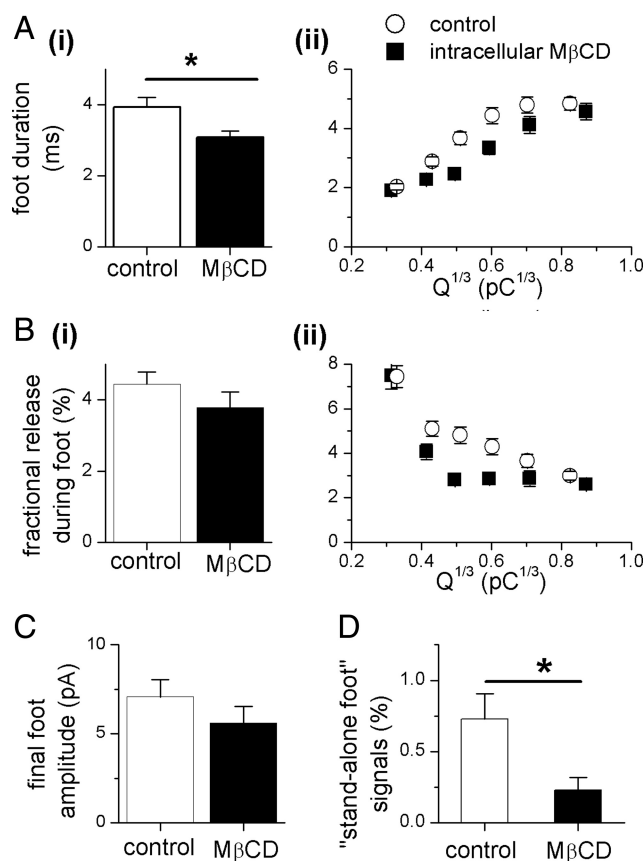 A (i)
*
foot duration
(ms)
4
2
0
control MβCD
(ii)
control
intracellular MβCD
6
4
2
0
0.2 0.4 0.6 0.8 1.0
Q1/3 (pC1/3)
B (i)
fractional release
during foot (%)
4
2
0
control MβCD
(ii)
8
6
4
2
0
0.2 0.4 0.6 0.8 1.0
Q1/3 (pC1/3)
C
final foot
amplitude (pA)
10
5
0
control MβCD
D
*
"stand-alone foot"
signals (%)
1.0
0.5
0.0
control MβCD